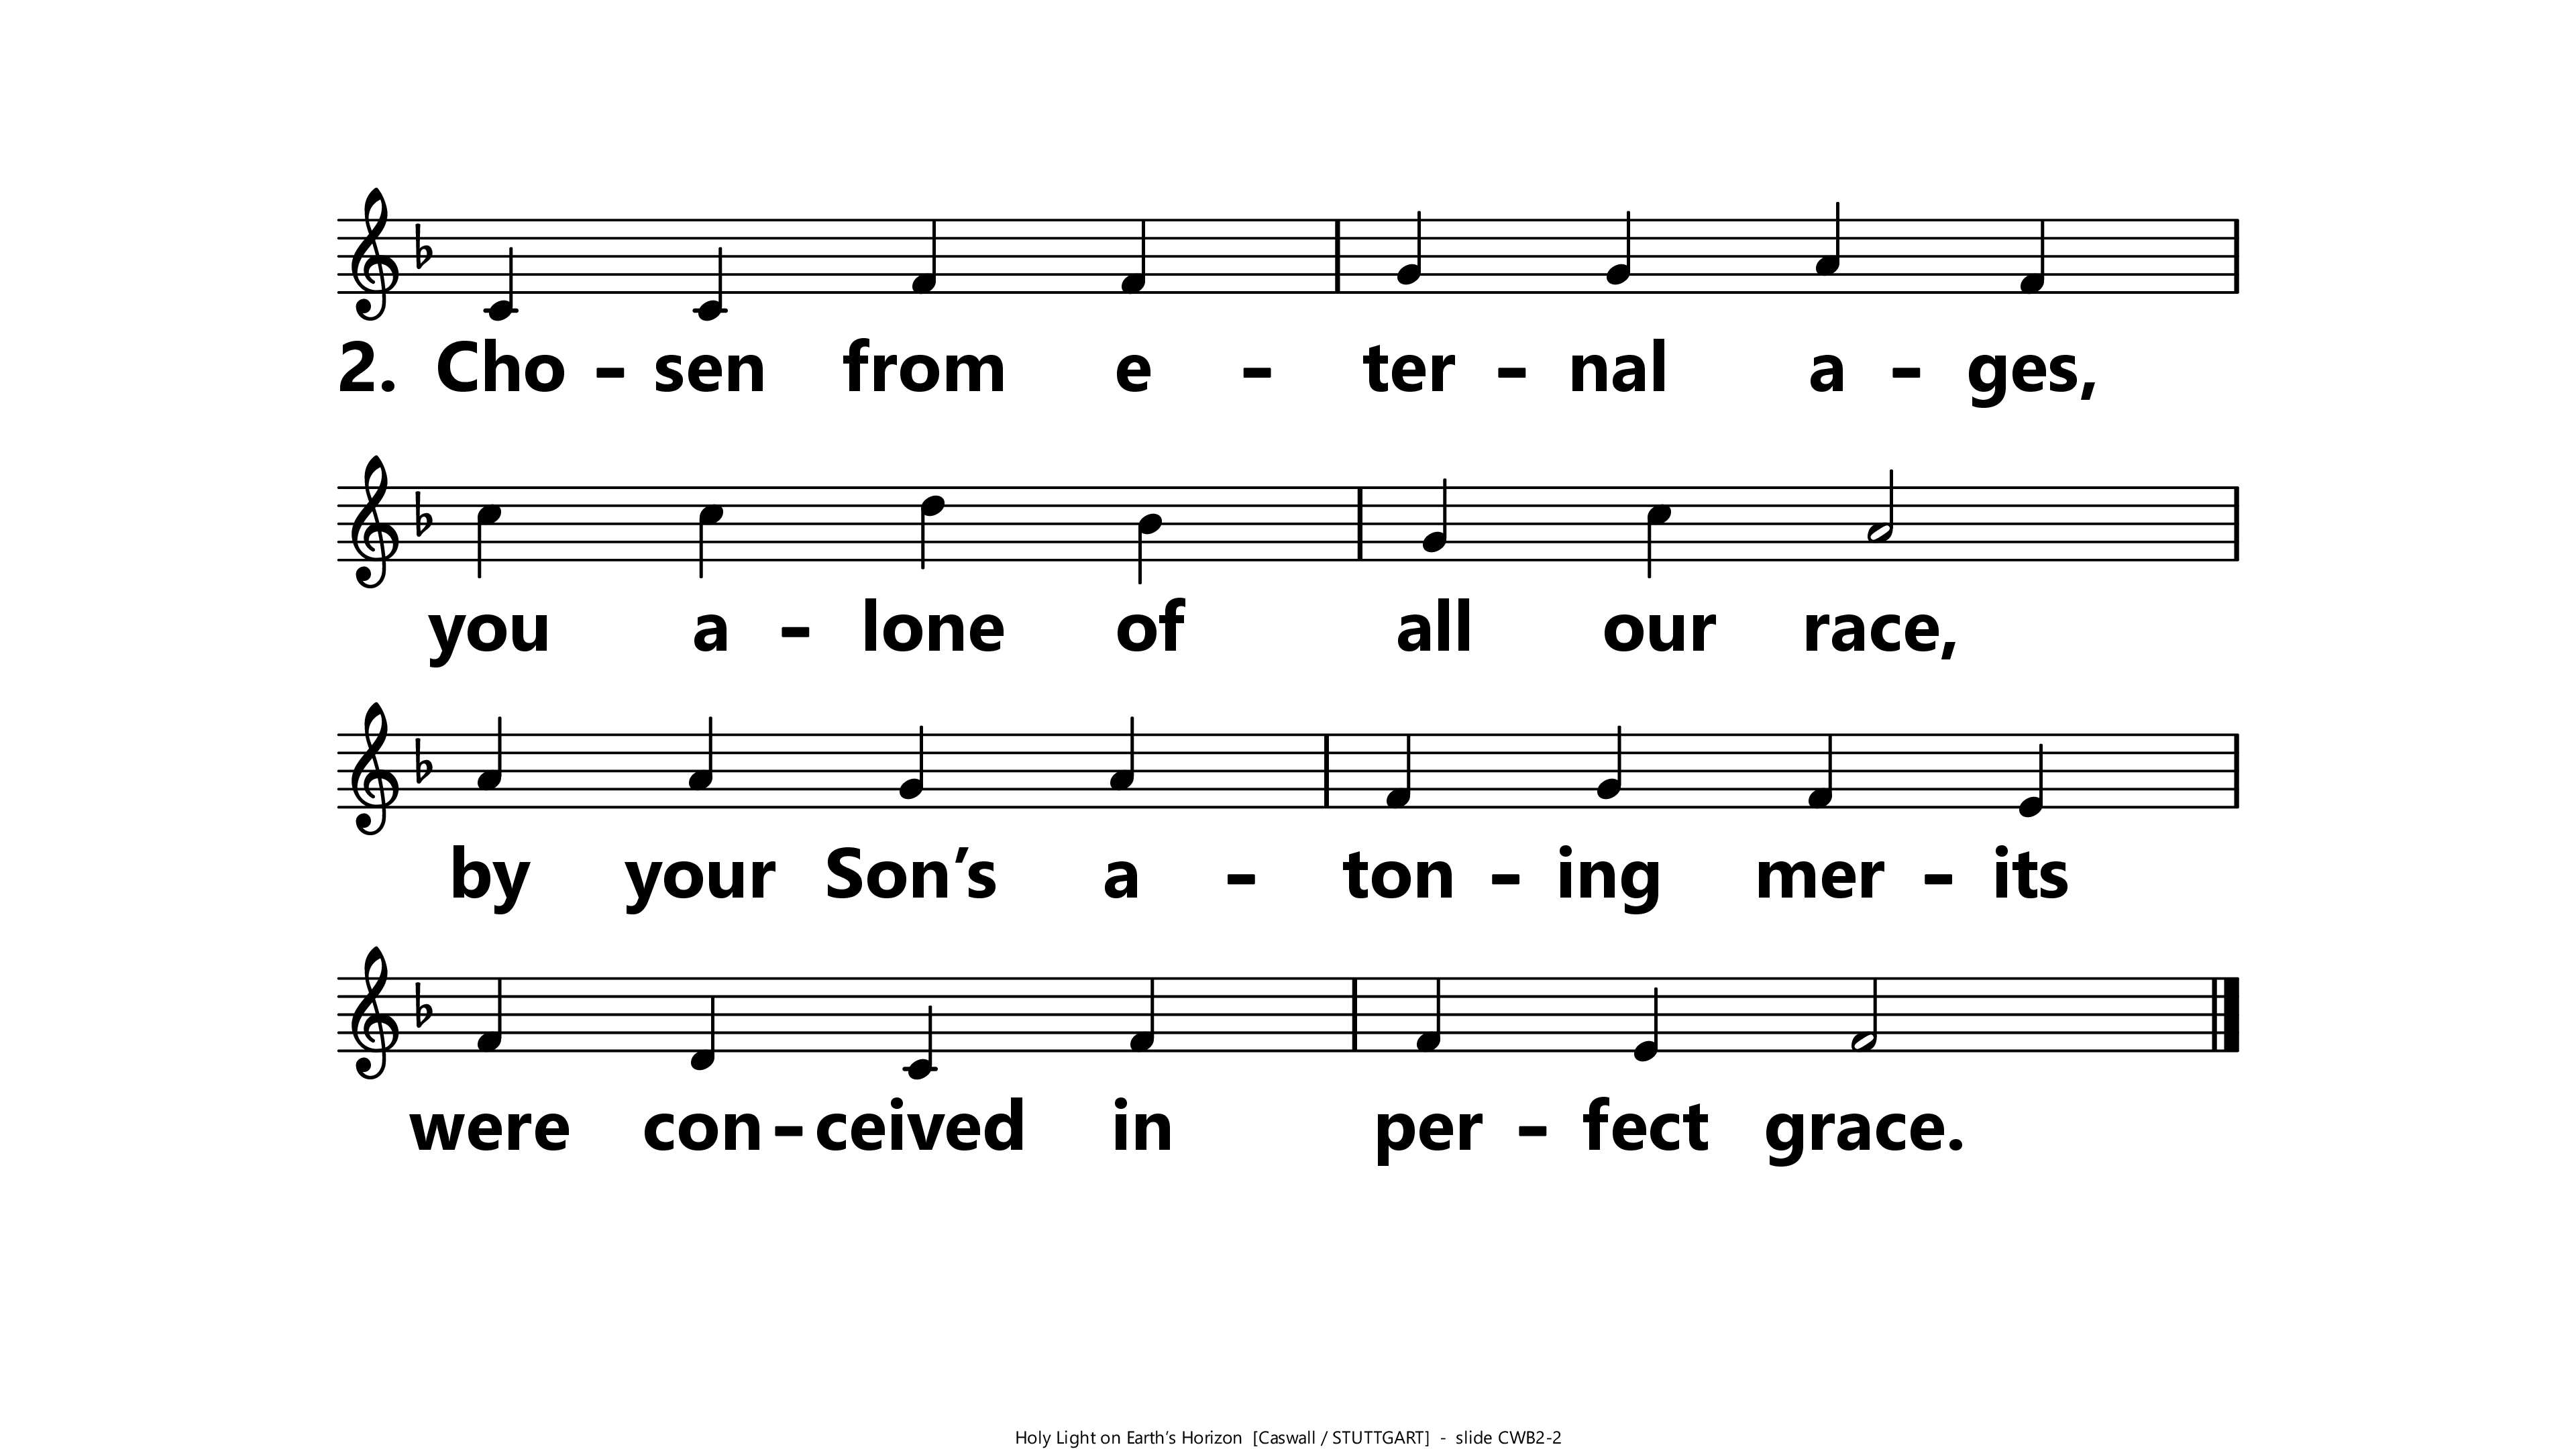 2. Cho - sen from e - ter - nal a - ges,
you a - lone of all our race,
by your Son’s a - ton - ing mer - its
were con - ceived in per - fect grace.
Holy Light on Earth’s Horizon [Caswall / STUTTGART] - slide CWB2-2